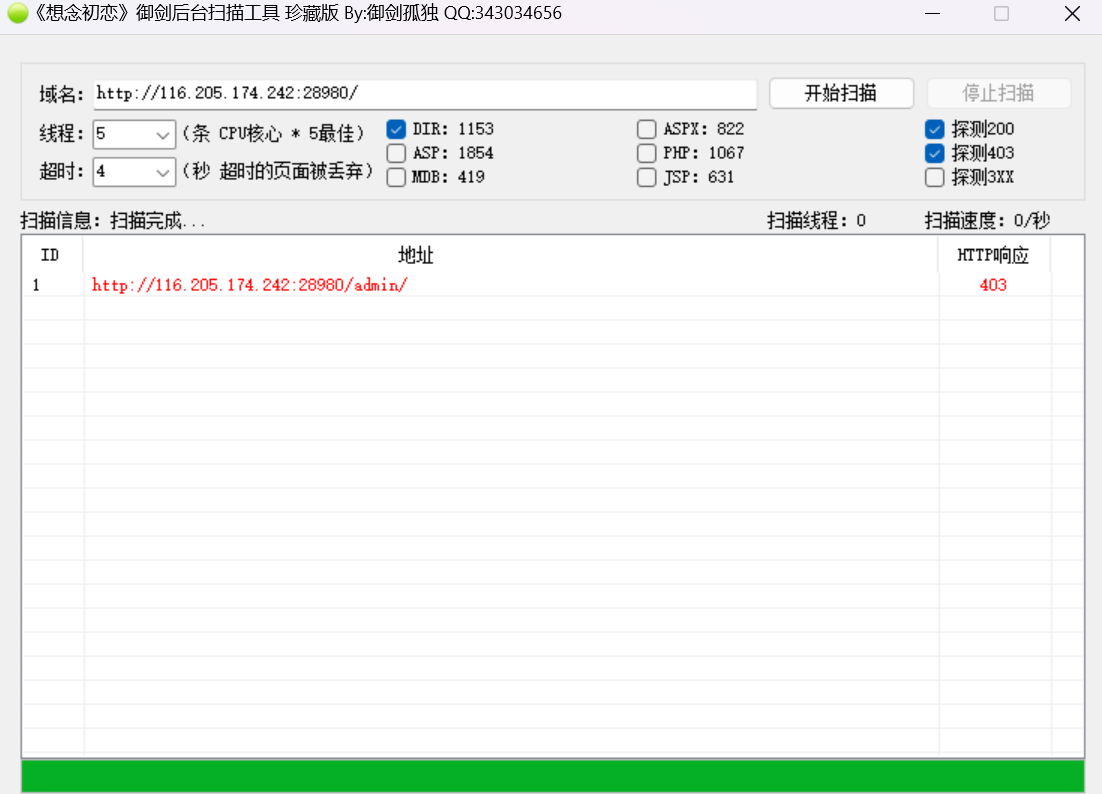 《想念初恋》御剑后台扫描工具 珍藏版 By:御剑孤独 QQ:343034656
域名: http://116.205.174.242:28980/ 开始扫描 停止扫描
线程: 5 (条 CPU核心 * 5最佳) DIR: 1153 ASPX: 822 探测200
ASP: 1854 PHP: 1067 探测403
超时: 4 (秒 超时的页面被丢弃) MDB: 419 JSP: 631 探测3XX
扫描信息: 扫描完成... 扫描线程: 0 扫描速度: 0/秒
ID 地址 HTTP响应
1 http://116.205.174.242:28980/admin/ 403